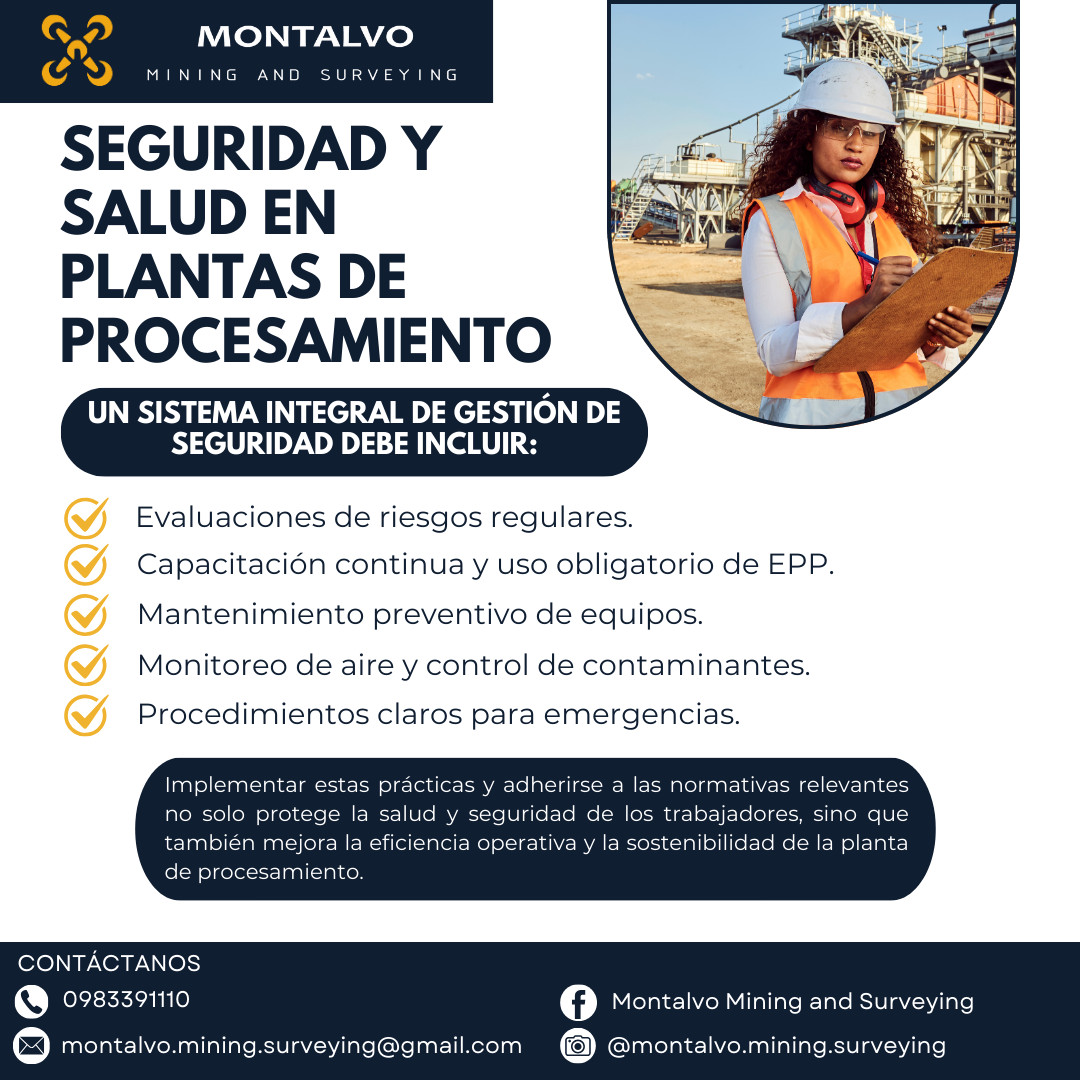 MONTALVO
MINING AND SURVEYING
SEGURIDAD Y
SALUD EN
PLANTAS DE
PROCESAMIENTO
UN SISTEMA INTEGRAL DE GESTIÓN DE
SEGURIDAD DEBE INCLUIR:
Evaluaciones de riesgos regulares.
Capacitación continua y uso obligatorio de EPP.
Mantenimiento preventivo de equipos.
Monitoreo de aire y control de contaminantes.
Procedimientos claros para emergencias.
Implementar estas prácticas y adherirse a las normativas relevantes
no solo protege la salud y seguridad de los trabajadores, sino que
también mejora la eficiencia operativa y la sostenibilidad de la planta
de procesamiento.
CONTÁCTANOS
0983391110
montalvo.mining.surveying@gmail.com
Montalvo Mining and Surveying
@montalvo.mining.surveying